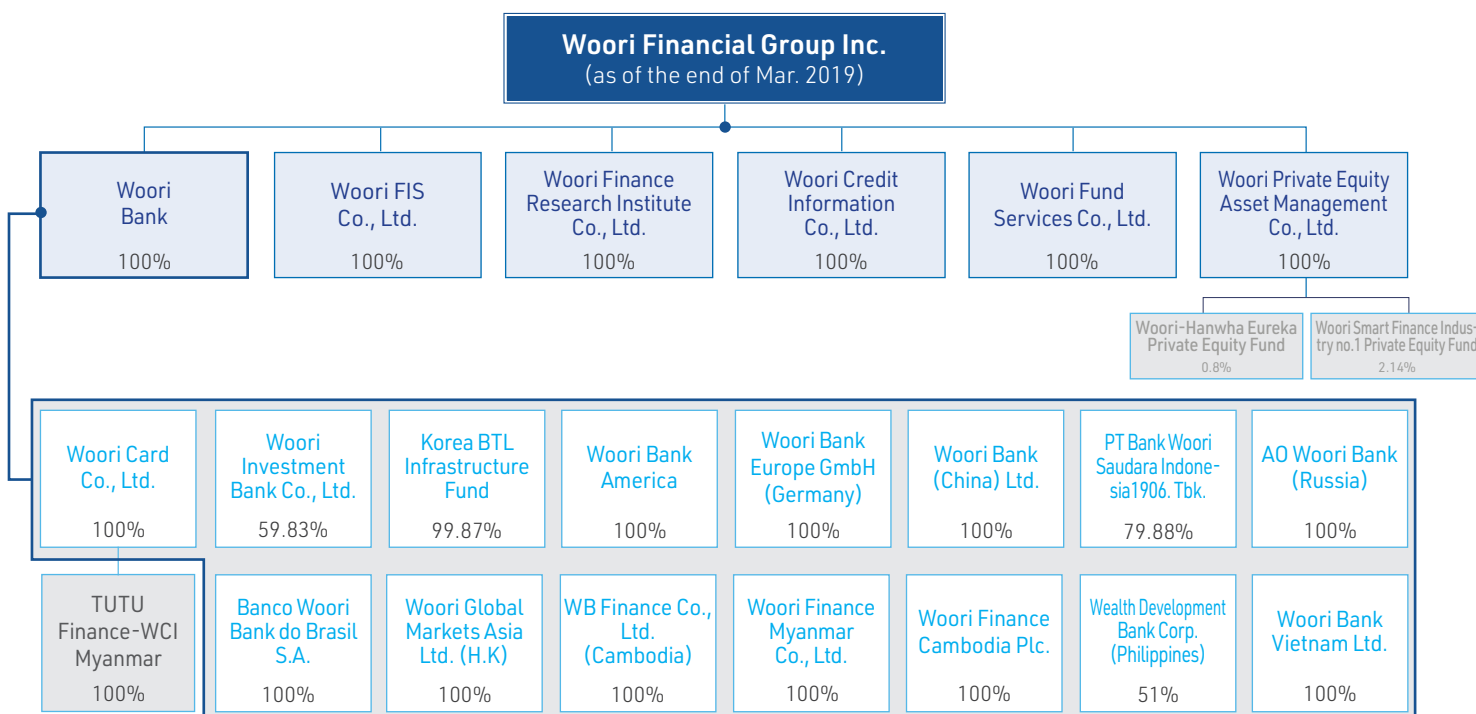 Woori Financial Group Inc.
(as of the end of Mar. 2019)
Woori
Bank
100%
Woori FIS
Co., Ltd.
100%
Woori Finance
Research Institute
Co., Ltd.
100%
Woori Credit
Information
Co., Ltd.
100%
Woori Fund
Services Co., Ltd.
100%
Woori Private Equity
Asset Management
Co., Ltd.
100%
Woori-Hanwha Eureka
Private Equity Fund
0.8%
Woori Smart Finance Indus-
try no.1 Private Equity Fund
2.14%
Woori Card
Co., Ltd.
100%
Woori
Investment
Bank Co., Ltd.
59.83%
Korea BTL
Infrastructure
Fund
99.87%
Woori Bank
America
100%
Woori Bank
Europe GmbH
(Germany)
100%
Woori Bank
(China) Ltd.
100%
PT Bank Woori
Saudara Indone-
sia1906. Tbk.
79.88%
AO Woori Bank
(Russia)
100%
TUTU
Finance-WCI
Myanmar
100%
Banco Woori
Bank do Brasil
S.A.
100%
Woori Global
Markets Asia
Ltd. (H.K)
100%
WB Finance Co.,
Ltd.
(Cambodia)
100%
Woori Finance
Myanmar
Co., Ltd.
100%
Woori Finance
Cambodia Plc.
100%
Wealth Development
Bank Corp.
(Philippines)
51%
Woori Bank
Vietnam Ltd.
100%